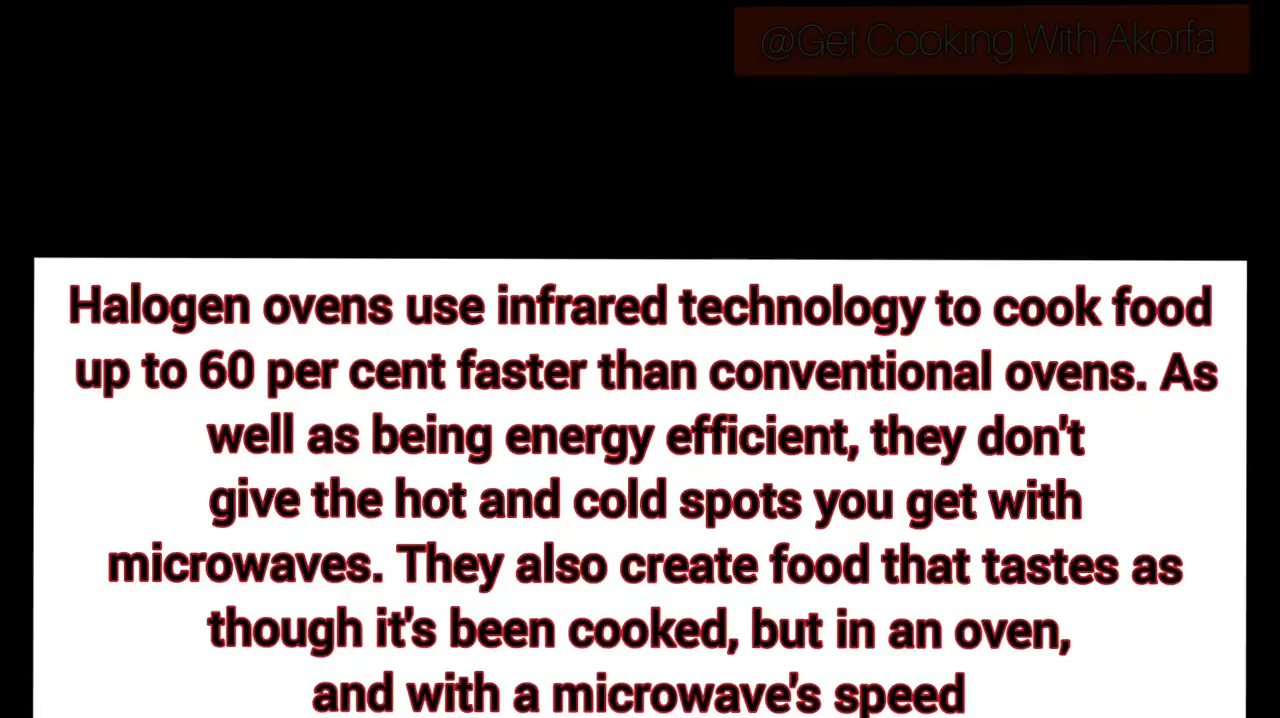 @Get Cooking With Akorfa
Halogen ovens use infrared technology to cook food
up to 60 per cent faster than conventional ovens. As
well as being energy efficient, they don't
give the hot and cold spots you get with
microwaves. They also create food that tastes as
though it's been cooked, but in an oven,
and with a microwave's speed